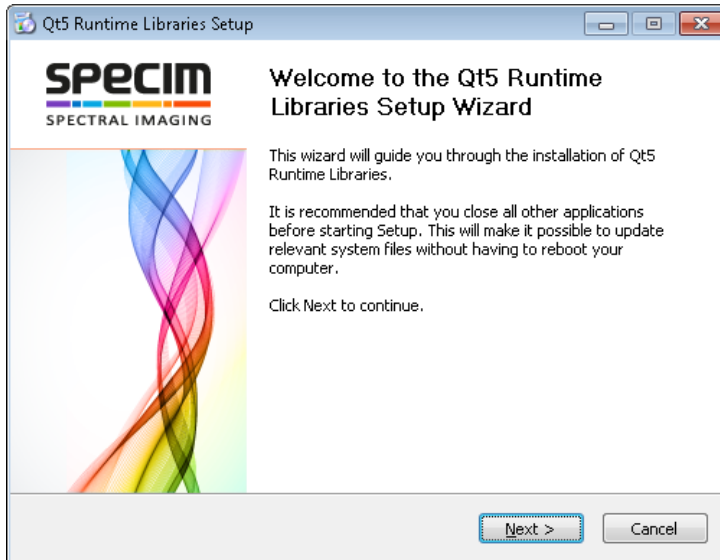 Qt5 Runtime Libraries Setup
SPECIM
SPECTRAL IMAGING
Welcome to the Qt5 Runtime
Libraries Setup Wizard
This wizard will guide you through the installation of Qt5
Runtime Libraries.
It is recommended that you close all other applications
before starting Setup. This will make it possible to update
relevant system files without having to reboot your
computer.
Click Next to continue.
Next >
Cancel